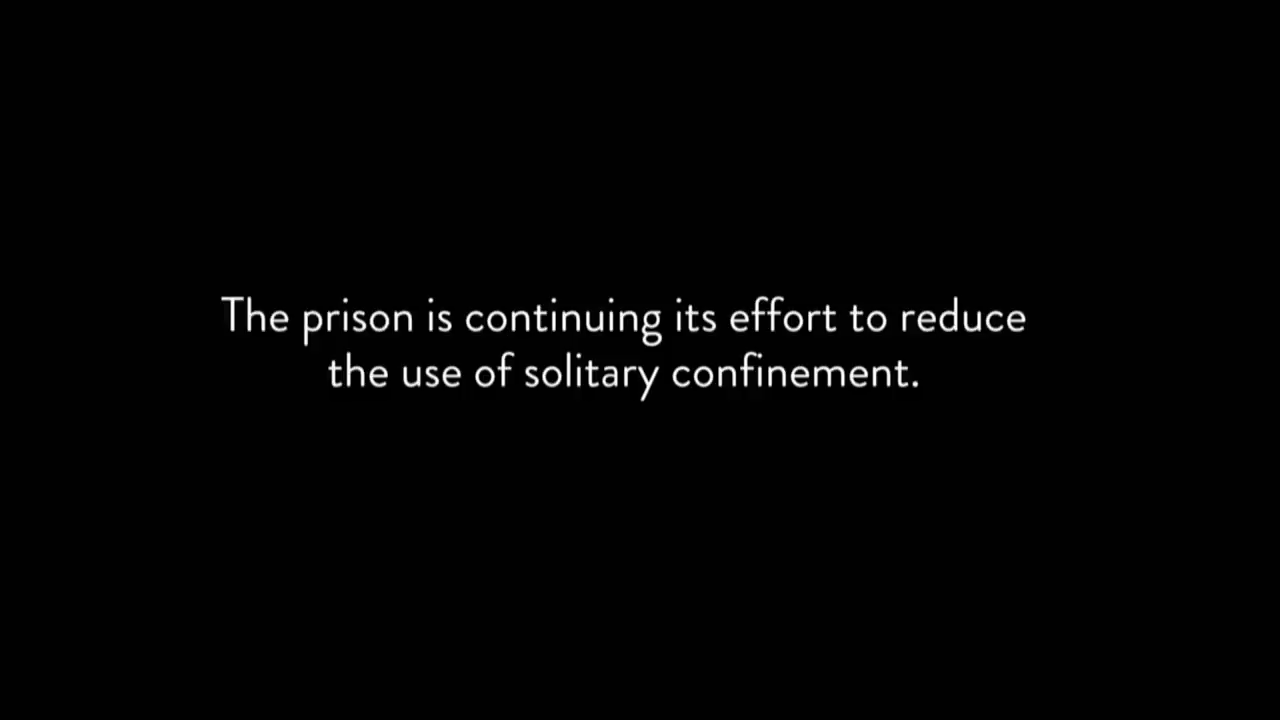 The prison is continuing its effort to reduce
the use of solitary confinement.